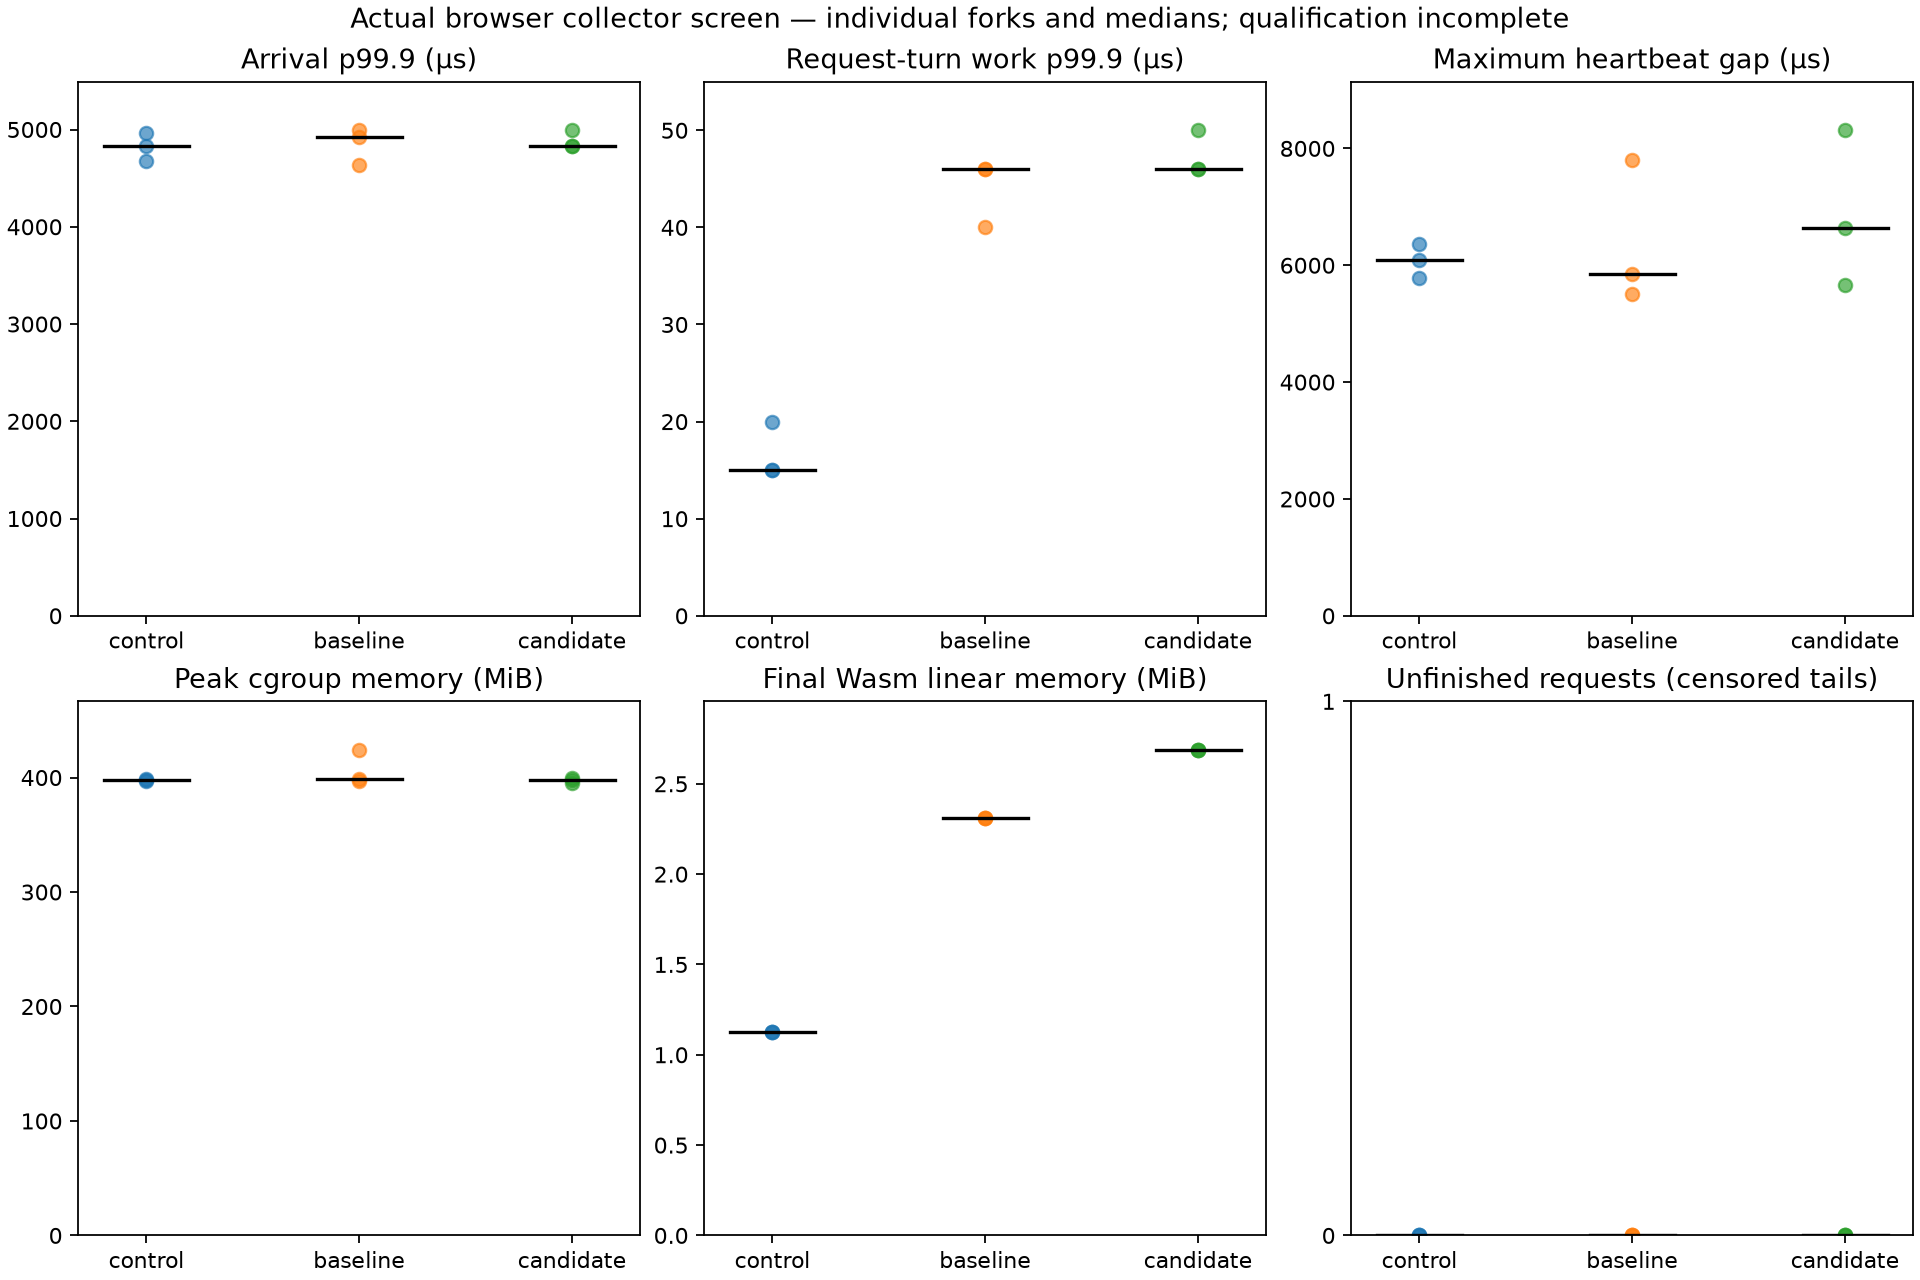 Actual browser collector screen — individual forks and medians; qualification incomplete
Arrival p99.9 (µs)
5000
4000
3000
2000
1000
0
control baseline candidate
Request-turn work p99.9 (µs)
50
40
30
20
10
0
control baseline candidate
Maximum heartbeat gap (µs)
8000
6000
4000
2000
0
control baseline candidate
Peak cgroup memory (MiB)
400
300
200
100
0
control baseline candidate
Final Wasm linear memory (MiB)
2.5
2.0
1.5
1.0
0.5
0.0
control baseline candidate
Unfinished requests (censored tails)
1
0
control baseline candidate